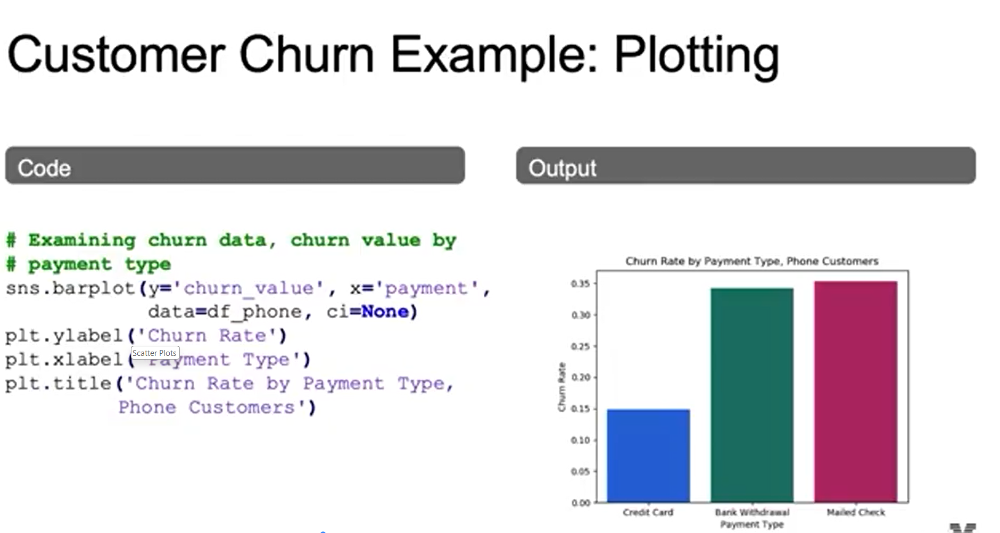 Customer Churn Example: Plotting
Code
Output
# Examining churn data, churn value by
# payment type
sns.barplot(y='churn_value', x='payment',
data=df_phone, ci=None)
plt.ylabel('Churn Rate')
Scatter Plots
plt.xlabel('Payment Type')
plt.title('Churn Rate by Payment Type,
Phone Customers')
Churn Rate by Payment Type, Phone Customers
0.35
0.30
0.25
0.20
0.15
0.10
0.05
0.00
Churn Rate
Credit Card
Bank Withdrawal
Mailed Check
Payment Type